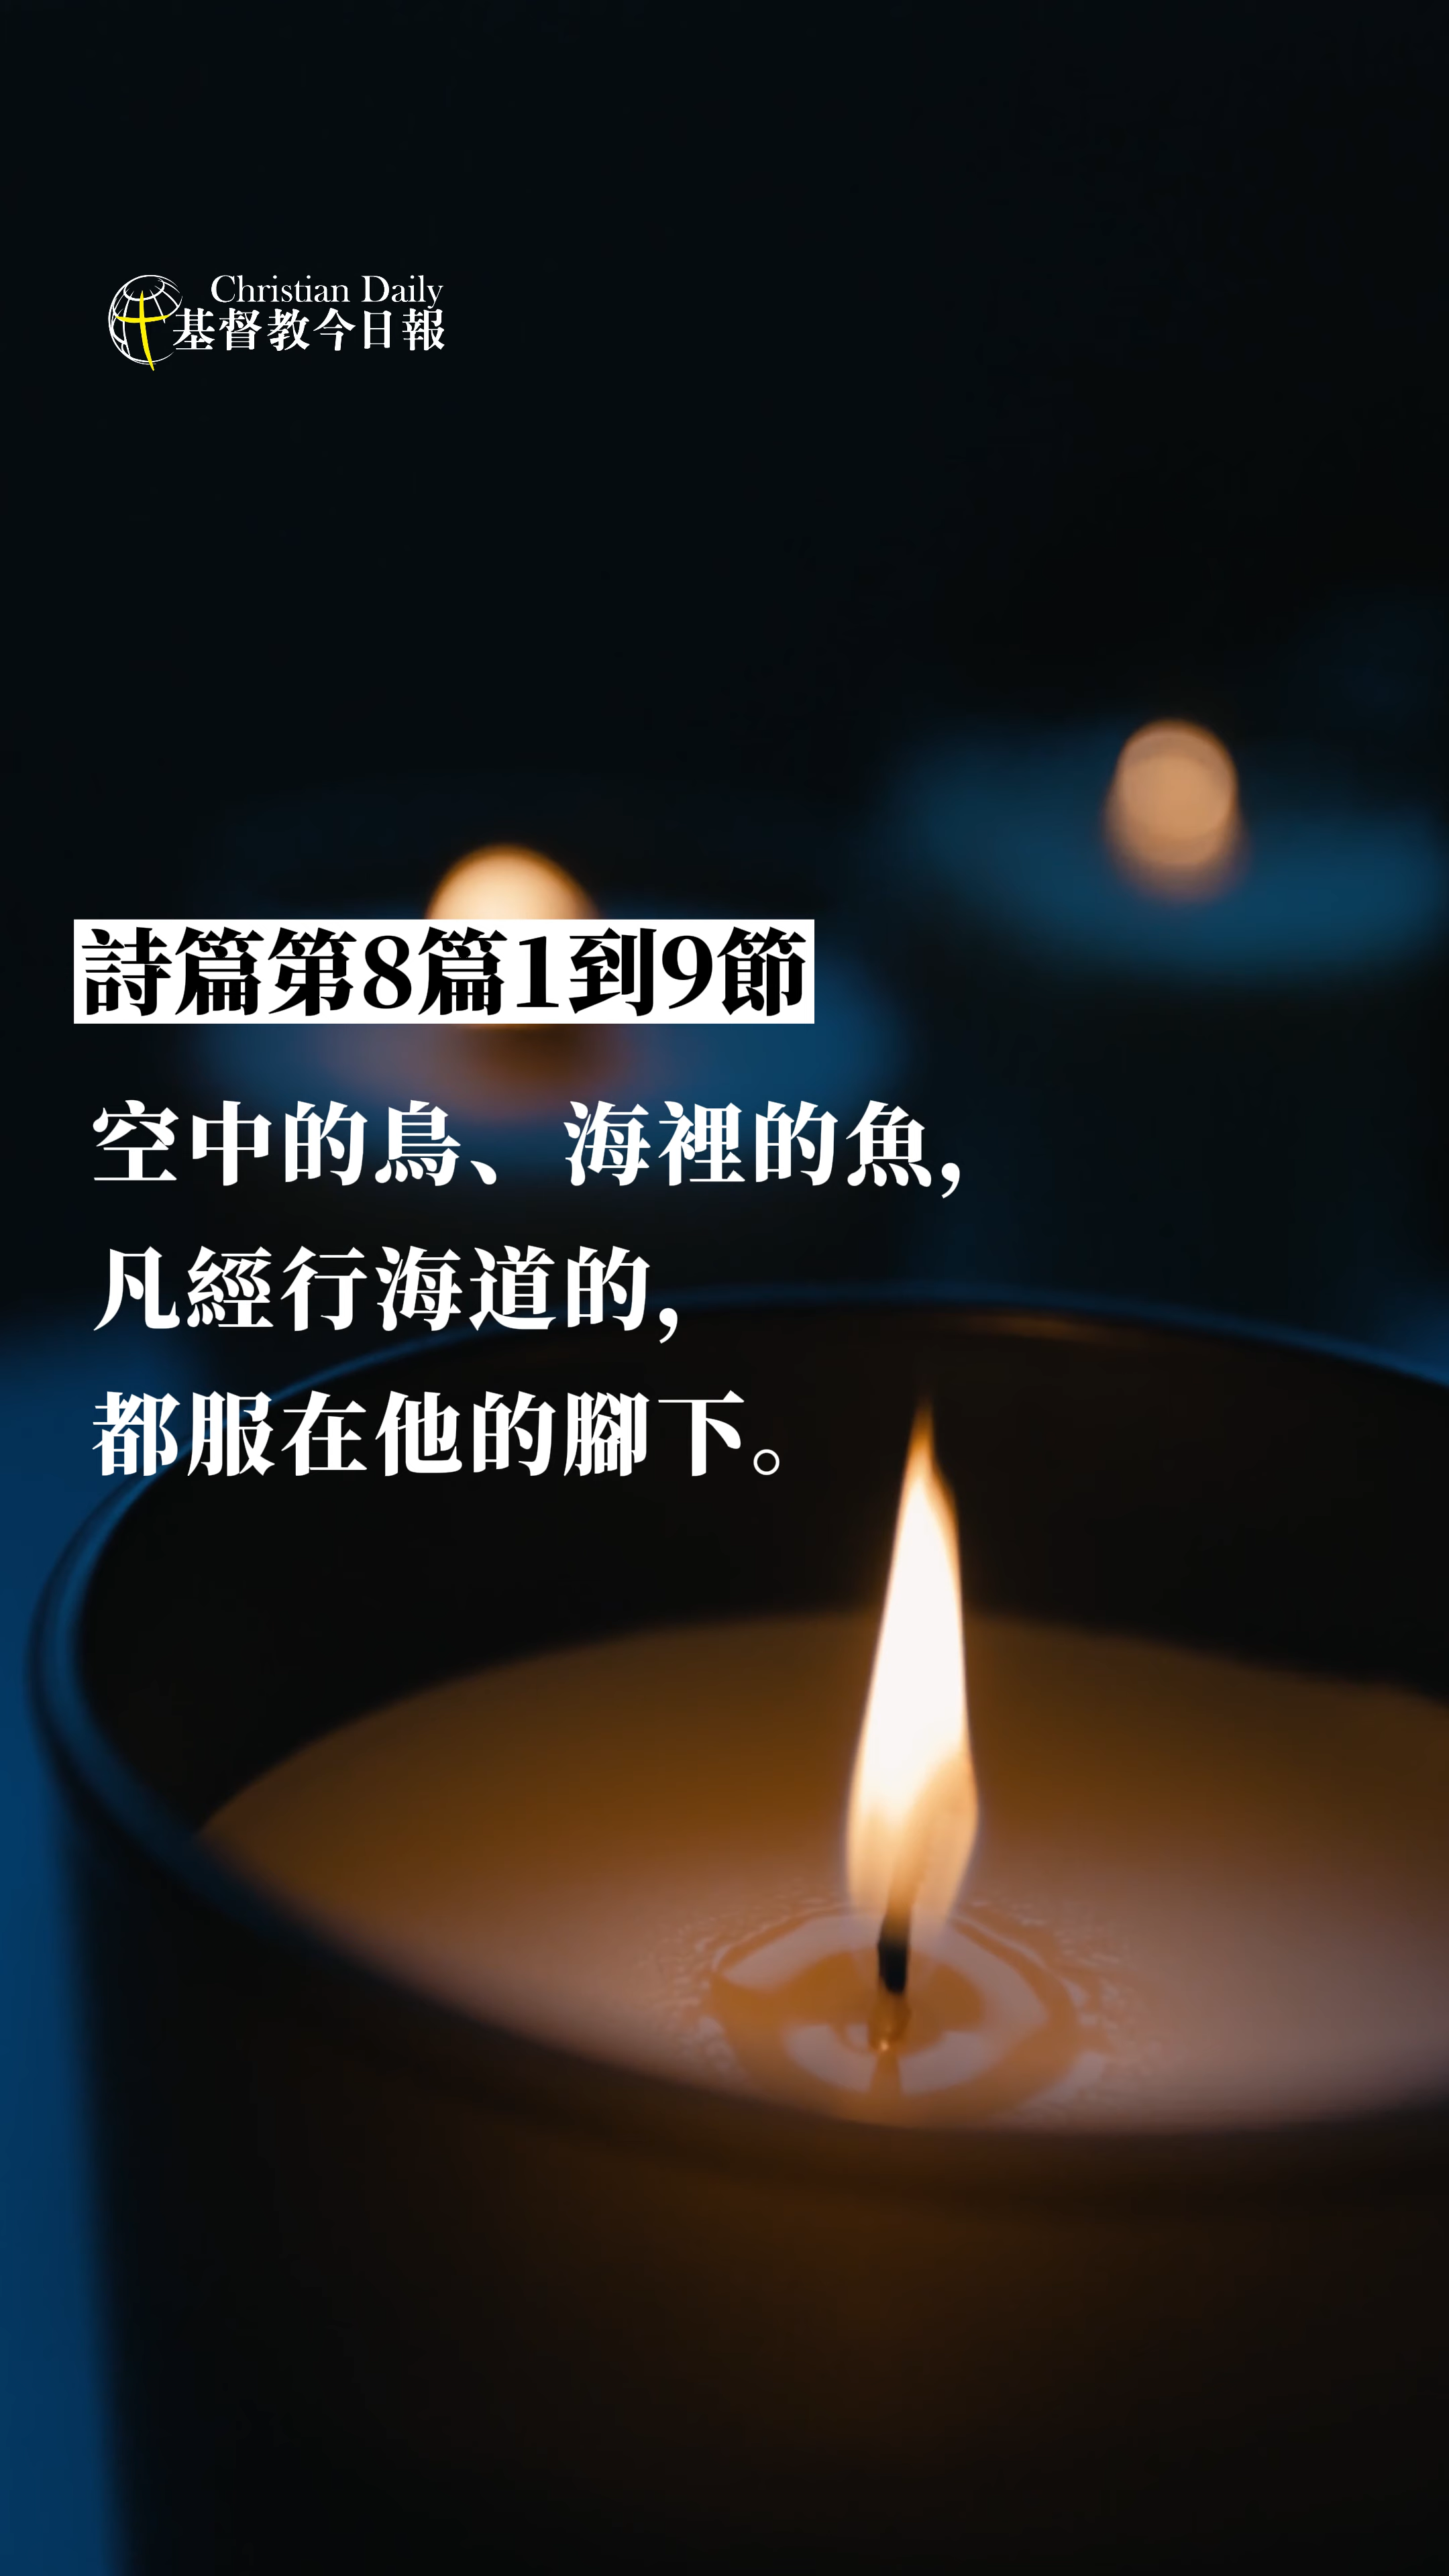 Christian Daily
基督教今日報
詩篇第8篇1到9節
空中的鳥、海裡的魚,
凡經行海道的,
都服在他的腳下。